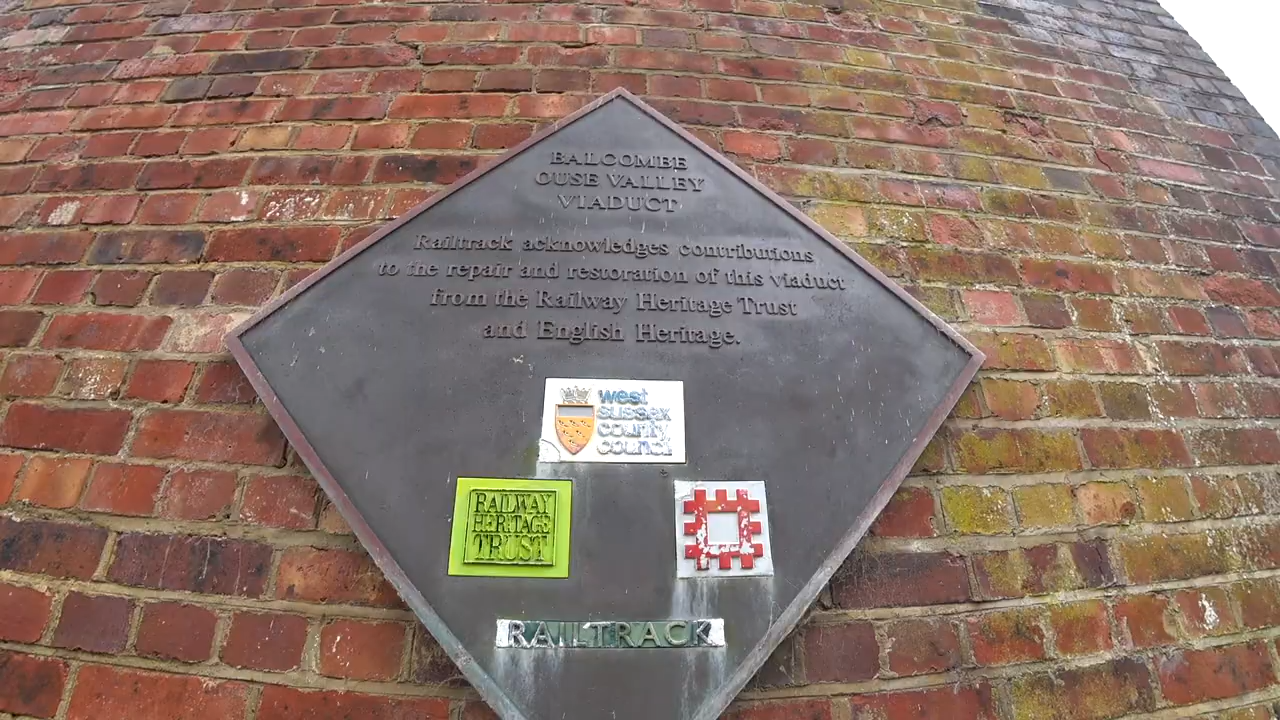 BALCOMBE
OUSE VALLEY
VIADUCT
Railtrack acknowledges contributions
to the repair and restoration of this viaduct
from the Railway Heritage Trust
and English Heritage.
west
sussex
county
council
RAILWAY
HERITAGE
TRUST
RAILTRACK